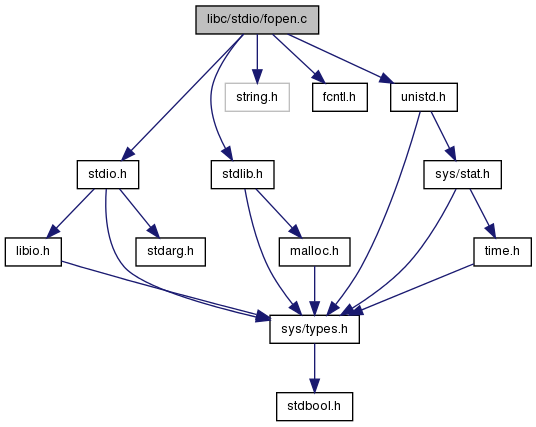 libc/stdio/fopen.c
string.h
fcntl.h
unistd.h
stdio.h
stdlib.h
sys/stat.h
libio.h
stdarg.h
malloc.h
time.h
sys/types.h
stdbool.h